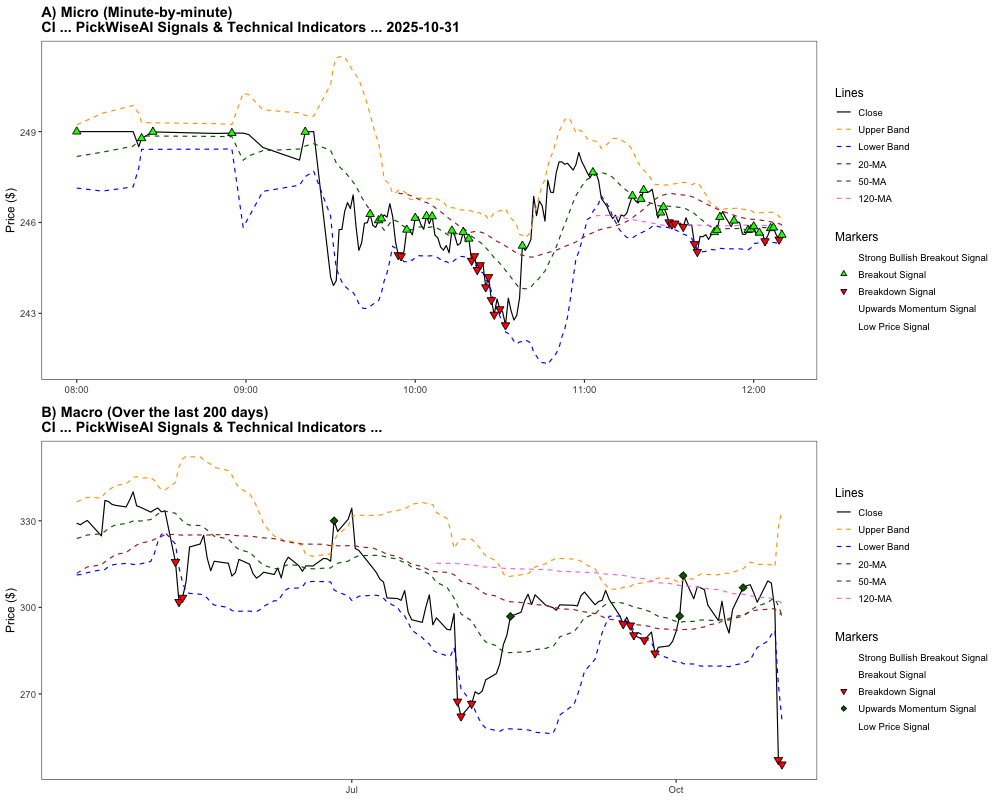 A) Micro (Minute-by-minute)
CI ... PickWiseAI Signals & Technical Indicators ... 2025-10-31
Price ($)
249
246
243
08:00
09:00
10:00
11:00
12:00
Lines
Close
Upper Band
Lower Band
20-MA
50-MA
120-MA
Markers
Strong Bullish Breakout Signal
Breakout Signal
Breakdown Signal
Upwards Momentum Signal
Low Price Signal
B) Macro (Over the last 200 days)
CI ... PickWiseAI Signals & Technical Indicators ...
Price ($)
330
300
270
Jul
Oct
Lines
Close
Upper Band
Lower Band
20-MA
50-MA
120-MA
Markers
Strong Bullish Breakout Signal
Breakout Signal
Breakdown Signal
Upwards Momentum Signal
Low Price Signal